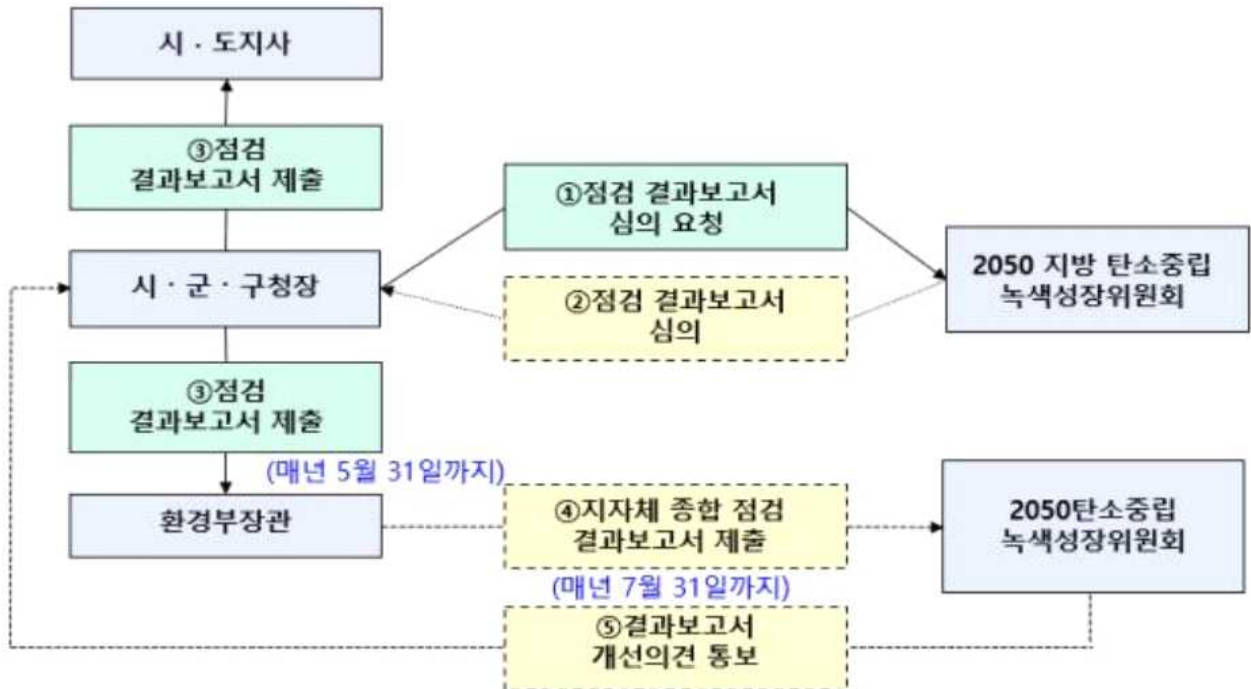 시 · 도지사
③점검
결과보고서 제출
①점검 결과보고서
심의 요청
시 · 군 · 구청장
2050 지방 탄소중립
녹색성장위원회
②점검 결과보고서
심의
③점검
결과보고서 제출
(매년 5월 31일까지)
환경부장관
④지자체 종합 점검
결과보고서 제출
2050탄소중립
녹색성장위원회
(매년 7월 31일까지)
⑤결과보고서
개선의견 통보